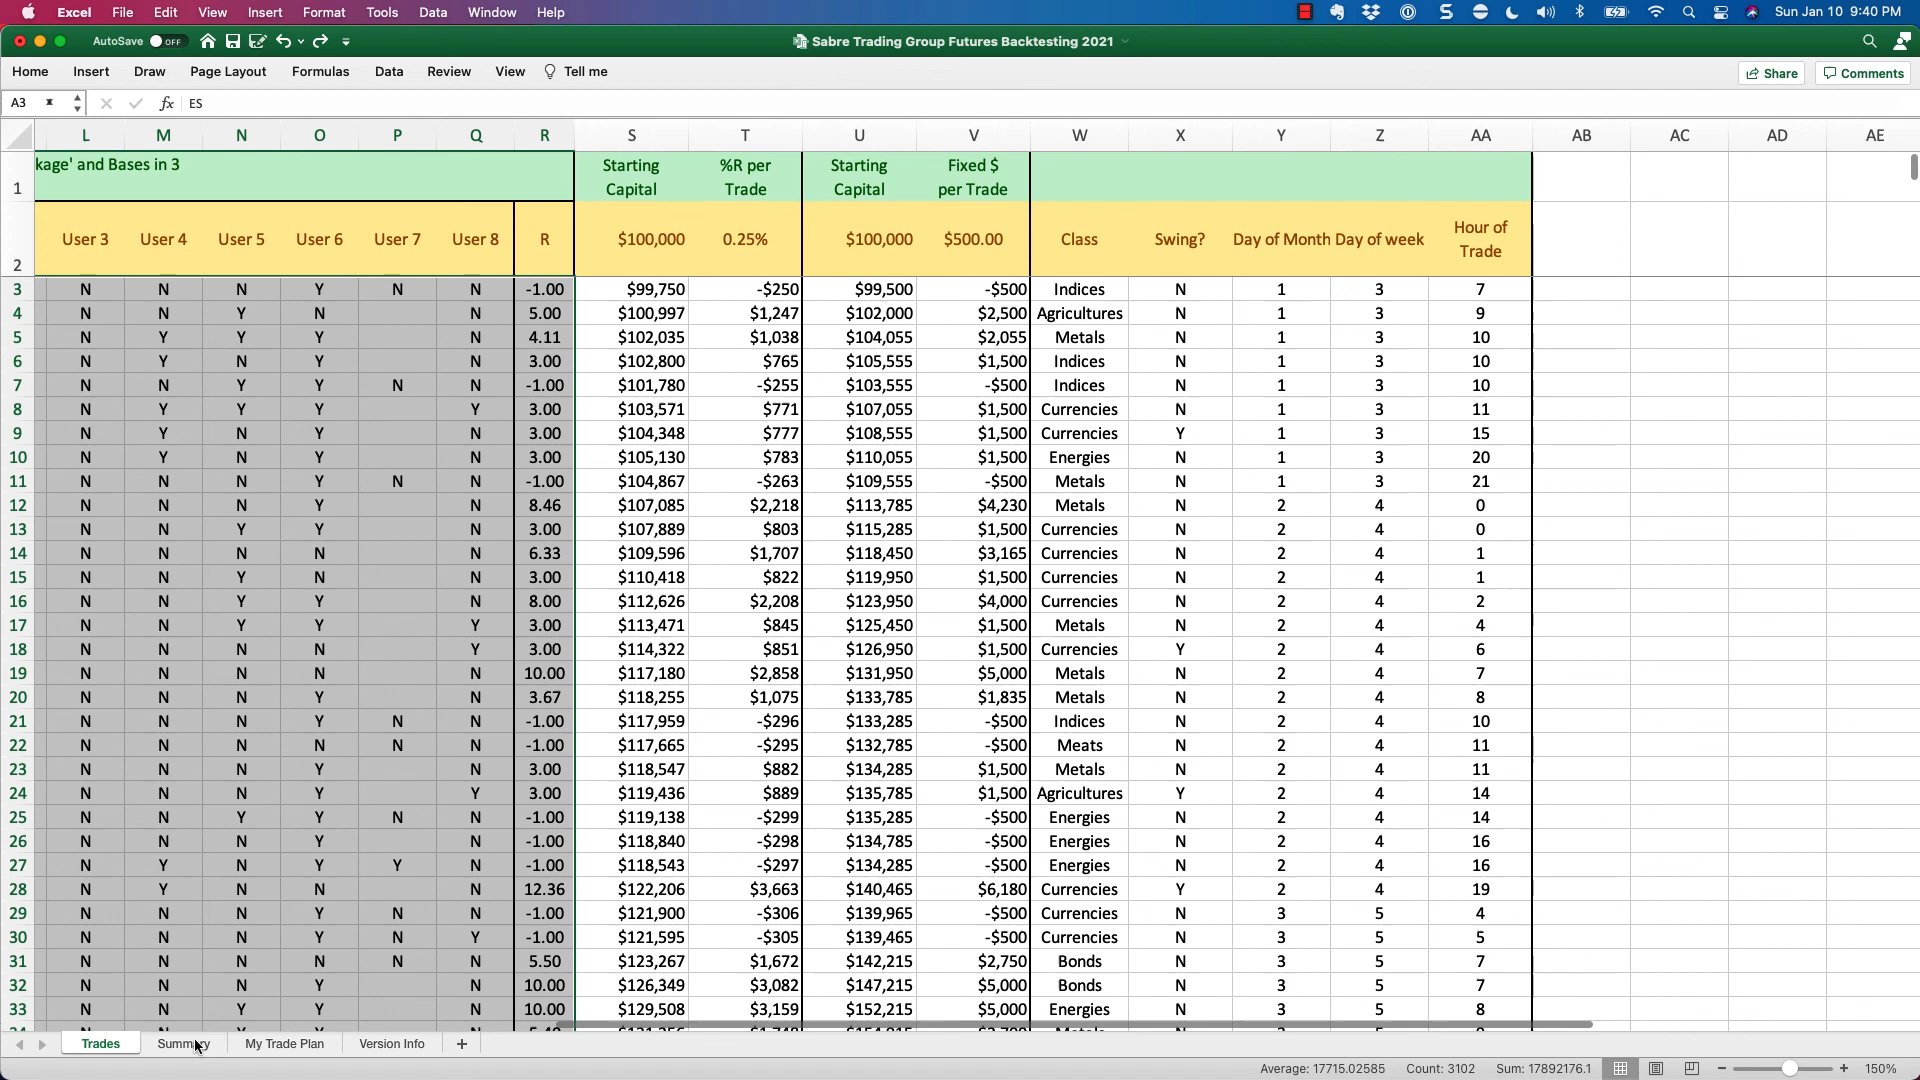 Excel File Edit View Insert Format Tools Data Window Help Sun Jan 10 9:40 PM
AutoSave OFF Sabre Trading Group Futures Backtesting 2021
Home Insert Draw Page Layout Formulas Data Review View Tell me Share Comments
A3 fx ES
L M N O P Q R S T U V W X Y Z AA AB AC AD AE
1 kage' and Bases in 3 Starting Capital %R per Trade Starting Capital Fixed $ per Trade
2 User 3 User 4 User 5 User 6 User 7 User 8 R $100,000 0.25% $100,000 $500.00 Class Swing? Day of Month Day of week Hour of Trade
3 N N N Y N N -1.00 $99,750 -$250 $99,500 -$500 Indices N 1 3 7
4 N N Y N N 5.00 $100,997 $1,247 $102,000 $2,500 Agricultures N 1 3 9
5 N Y Y Y N 4.11 $102,035 $1,038 $104,055 $2,055 Metals N 1 3 10
6 N Y N Y N 3.00 $102,800 $765 $105,555 $1,500 Indices N 1 3 10
7 N N Y Y N N -1.00 $101,780 -$255 $103,555 -$500 Indices N 1 3 10
8 N Y Y Y Y 3.00 $103,571 $771 $107,055 $1,500 Currencies N 1 3 11
9 N Y N Y N 3.00 $104,348 $777 $108,555 $1,500 Currencies Y 1 3 15
10 N Y N Y N 3.00 $105,130 $783 $110,055 $1,500 Energies N 1 3 20
11 N N N Y N N -1.00 $104,867 -$263 $109,555 -$500 Metals N 1 3 21
12 N N N Y N 8.46 $107,085 $2,218 $113,785 $4,230 Metals N 2 4 0
13 N N Y Y N 3.00 $107,889 $803 $115,285 $1,500 Currencies N 2 4 0
14 N N N N N 6.33 $109,596 $1,707 $118,450 $3,165 Currencies N 2 4 1
15 N N Y N N 3.00 $110,418 $822 $119,950 $1,500 Currencies N 2 4 1
16 N N Y Y N 8.00 $112,626 $2,208 $123,950 $4,000 Currencies N 2 4 2
17 N N Y Y Y 3.00 $113,471 $845 $125,450 $1,500 Metals N 2 4 4
18 N N N N Y 3.00 $114,322 $851 $126,950 $1,500 Currencies Y 2 4 6
19 N N N N N 10.00 $117,180 $2,858 $131,950 $5,000 Metals N 2 4 7
20 N N N Y N 3.67 $118,255 $1,075 $133,785 $1,835 Metals N 2 4 8
21 N N N Y N N -1.00 $117,959 -$296 $133,285 -$500 Indices N 2 4 10
22 N N N N N N -1.00 $117,665 -$295 $132,785 -$500 Meats N 2 4 11
23 N N N Y N 3.00 $118,547 $882 $134,285 $1,500 Metals N 2 4 11
24 N N N Y Y 3.00 $119,436 $889 $135,785 $1,500 Agricultures Y 2 4 14
25 N N Y Y N N -1.00 $119,138 -$299 $135,285 -$500 Energies N 2 4 14
26 N N N Y N -1.00 $118,840 -$298 $134,785 -$500 Energies N 2 4 16
27 N Y N Y Y N -1.00 $118,543 -$297 $134,285 -$500 Energies N 2 4 16
28 N Y N N N 12.36 $122,206 $3,663 $140,465 $6,180 Currencies Y 2 4 19
29 N N N Y N N -1.00 $121,900 -$306 $139,965 -$500 Currencies N 3 5 4
30 N N N Y N Y -1.00 $121,595 -$305 $139,465 -$500 Currencies N 3 5 5
31 N N N N N N 5.50 $123,267 $1,672 $142,215 $2,750 Bonds N 3 5 7
32 N N N Y N 10.00 $126,349 $3,082 $147,215 $5,000 Bonds N 3 5 7
33 N N Y Y N 10.00 $129,508 $3,159 $152,215 $5,000 Energies N 3 5 8
Trades Summary My Trade Plan Version Info +
Average: 17715.02585 Count: 3102 Sum: 17892176.1 150%